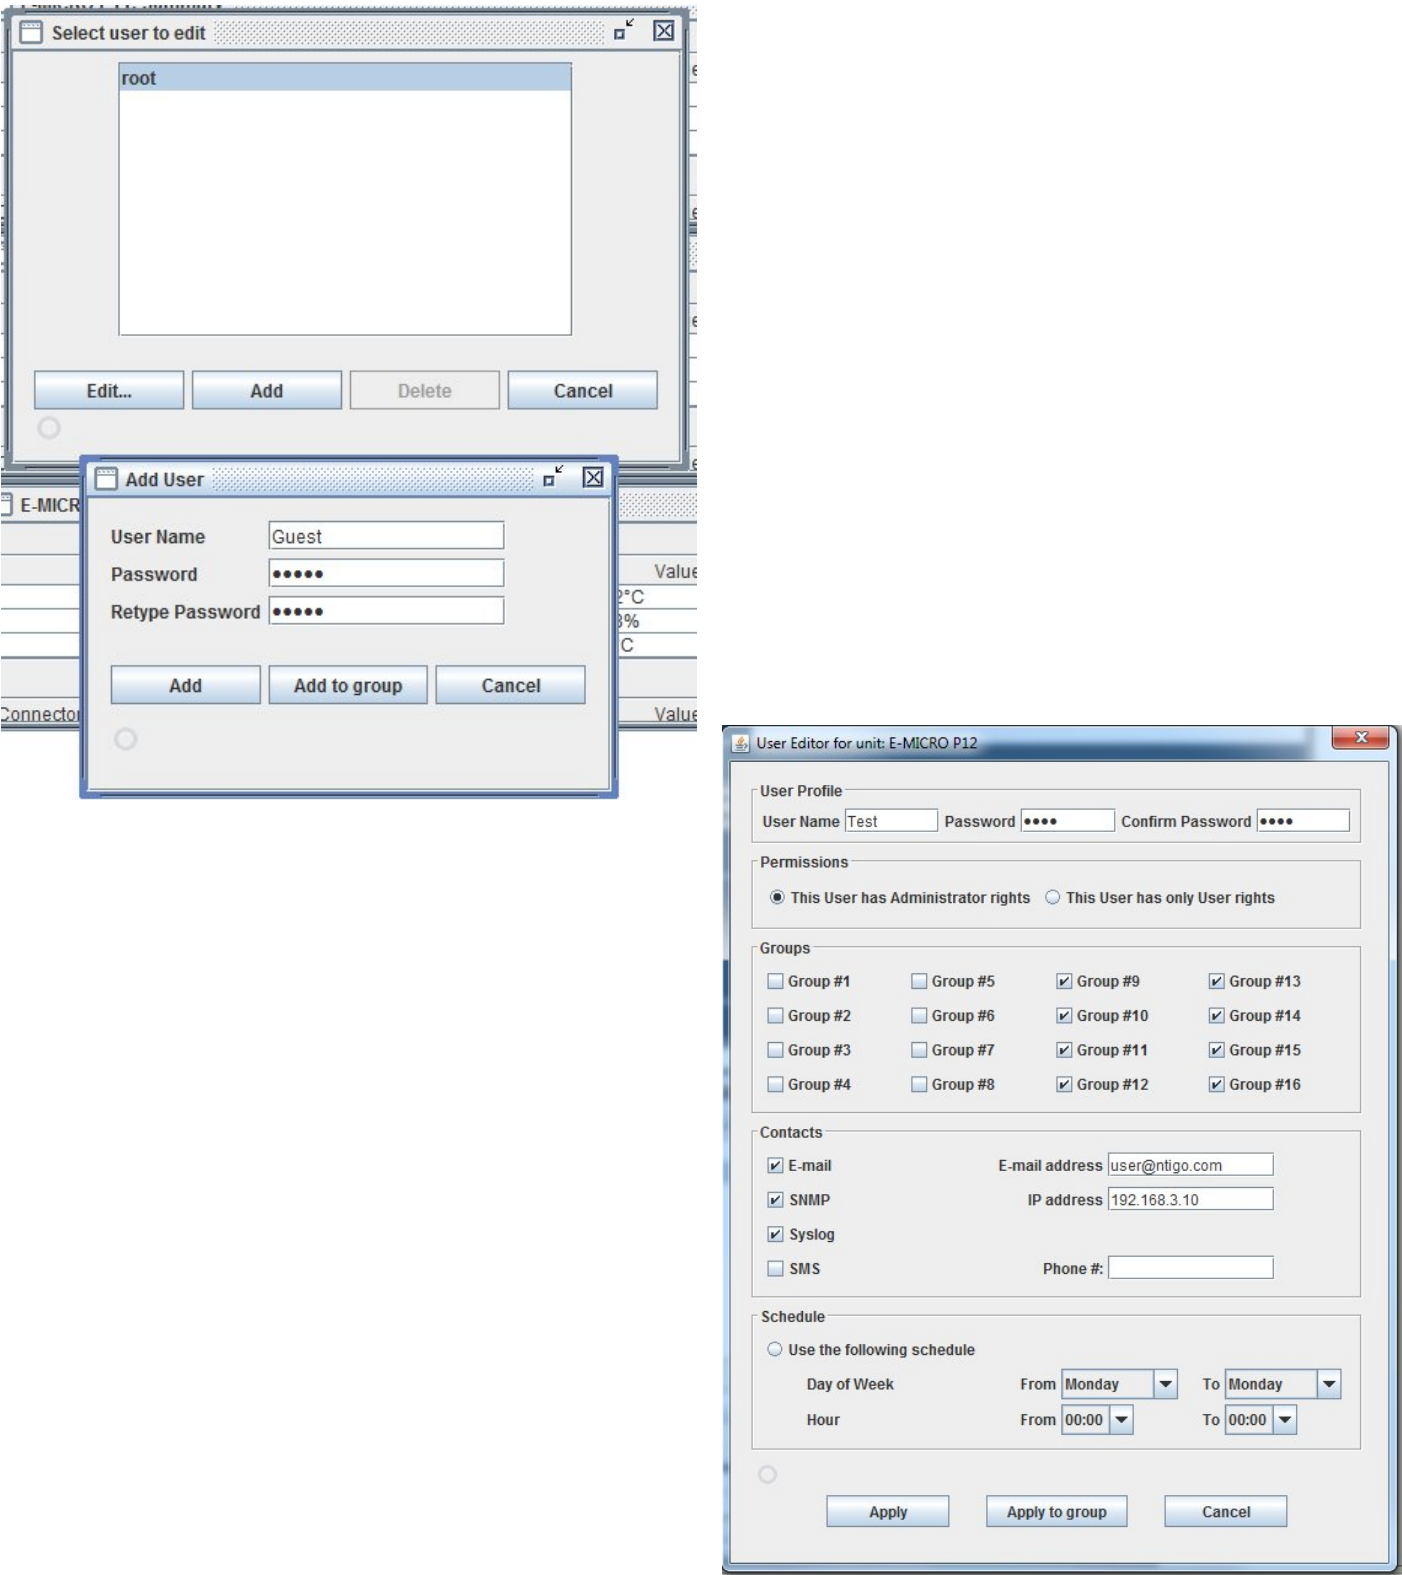 Select user to edit
root
Edit... Add Delete Cancel
Add User
E-MICR
User Name Guest
Value
Password •••••
2°C
Retype Password •••••
3%
C
Add Add to group Cancel
Connecto
Value
User Editor for unit: E-MICRO P12
User Profile
User Name Test Password •••• Confirm Password ••••
Permissions
This User has Administrator rights This User has only User rights
Groups
Group #1 Group #5 Group #9 Group #13
Group #2 Group #6 Group #10 Group #14
Group #3 Group #7 Group #11 Group #15
Group #4 Group #8 Group #12 Group #16
Contacts
E-mail E-mail address user@ntigo.com
SNMP IP address 192.168.3.10
Syslog
SMS Phone #:
Schedule
Use the following schedule
Day of Week From Monday To Monday
Hour From 00:00 To 00:00
Apply Apply to group Cancel